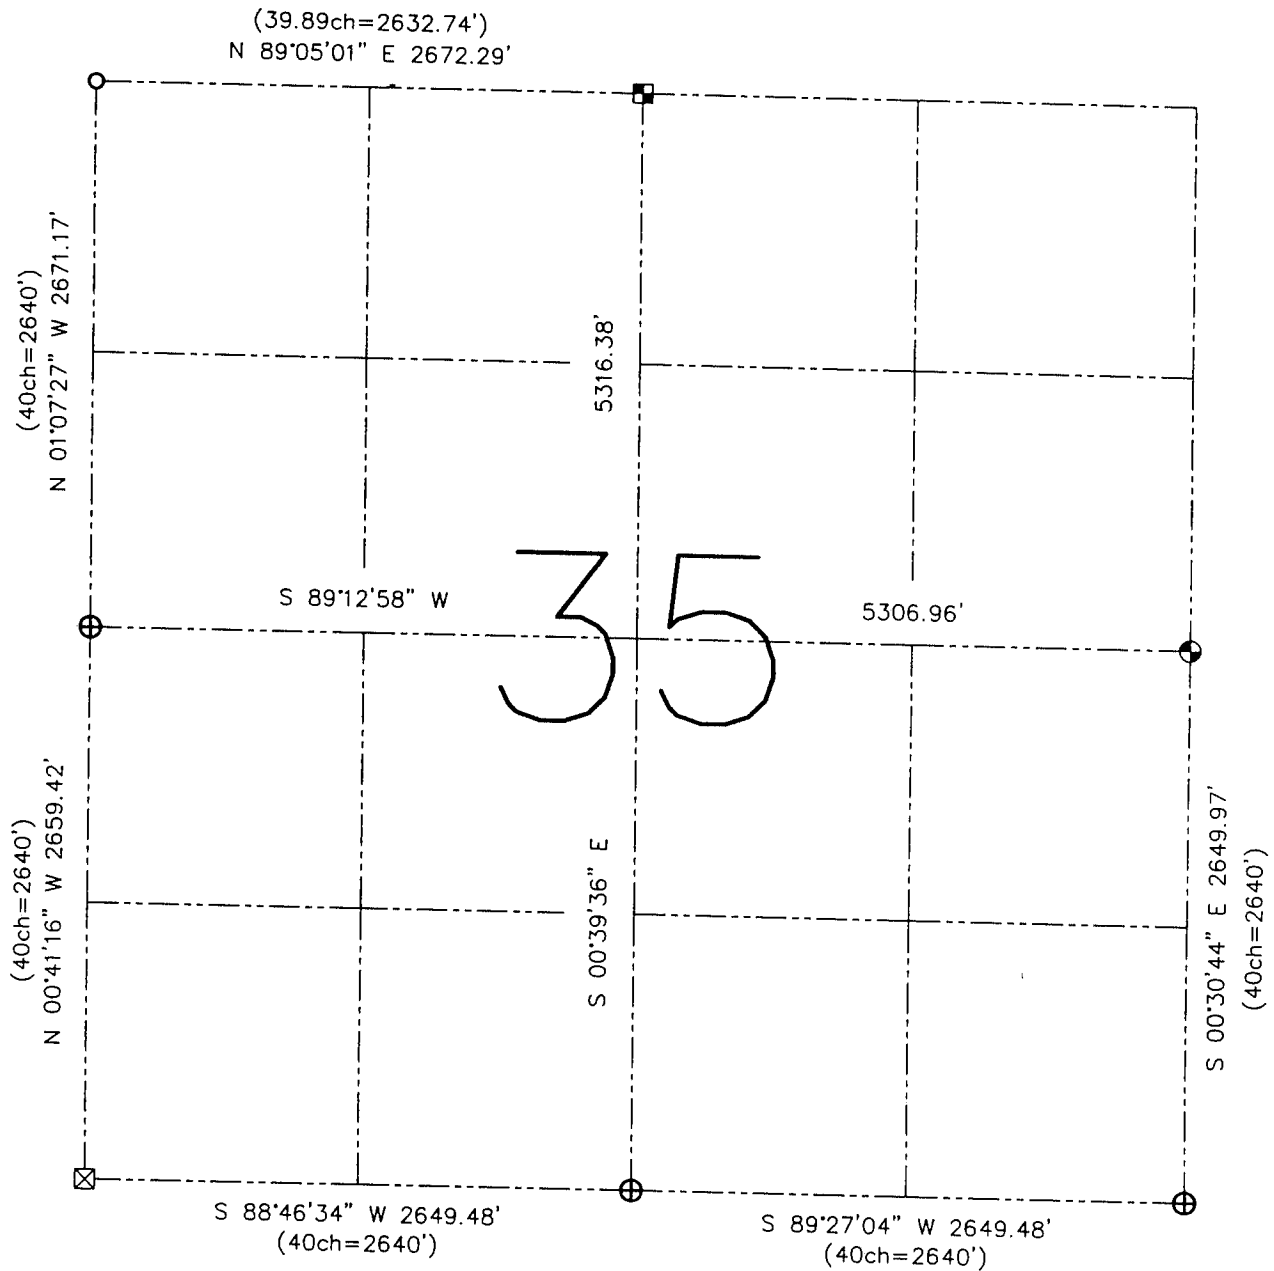 (39.89ch=2632.74')
N 89°05'01" E 2672.29'
(40ch=2640')
N 01°07'27" W 2671.17'
5316.38'
S 89°12'58" W
35
5306.96'
(40ch=2640')
N 00°41'16" W 2659.42'
S 00°39'36" E
S 00°30'44" E 2649.97'
(40ch=2640')
S 88°46'34" W 2649.48'
(40ch=2640')
S 89°27'04" W 2649.48'
(40ch=2640')